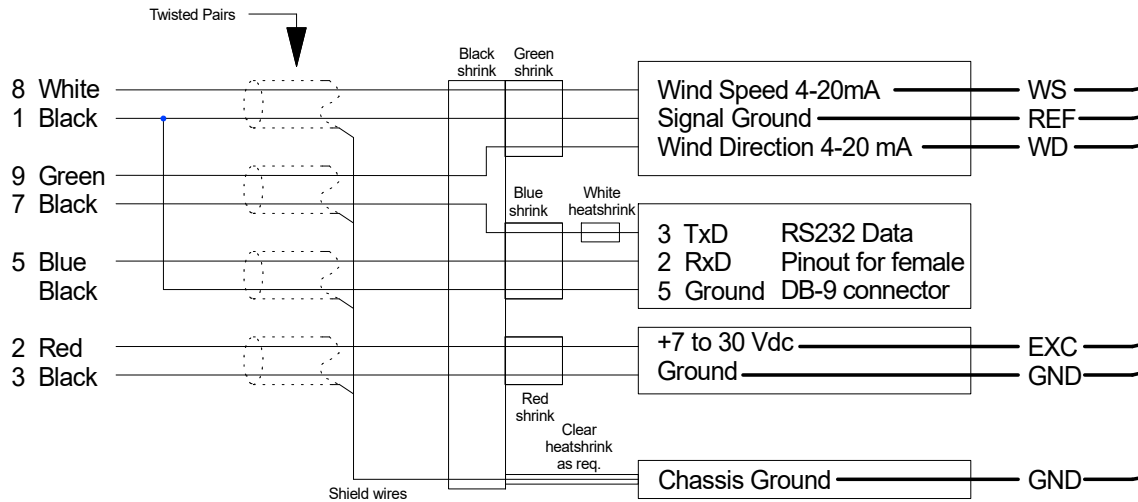 Twisted Pairs
Black shrink
Green shrink
8 White
1 Black
9 Green
7 Black
5 Blue
Black
2 Red
3 Black
Wind Speed 4-20mA WS
Signal Ground REF
Wind Direction 4-20 mA WD
Blue shrink
White heatshrink
3 TxD RS232 Data
2 RxD Pinout for female
5 Ground DB-9 connector
+7 to 30 Vdc EXC
Ground GND
Red shrink
Clear heatshrink as req.
Chassis Ground GND
Shield wires